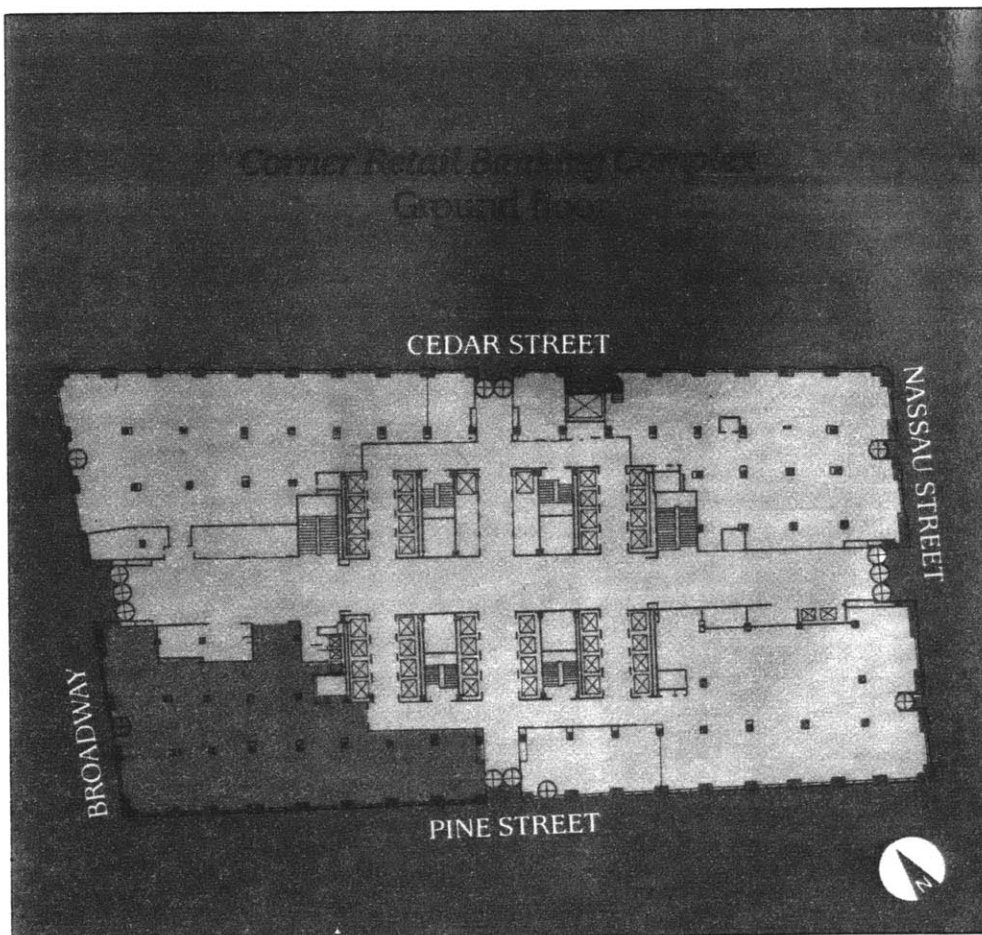 Corner Retail Banking Complex
Ground floor
CEDAR STREET
NASSAU STREET
BROADWAY
PINE STREET
N